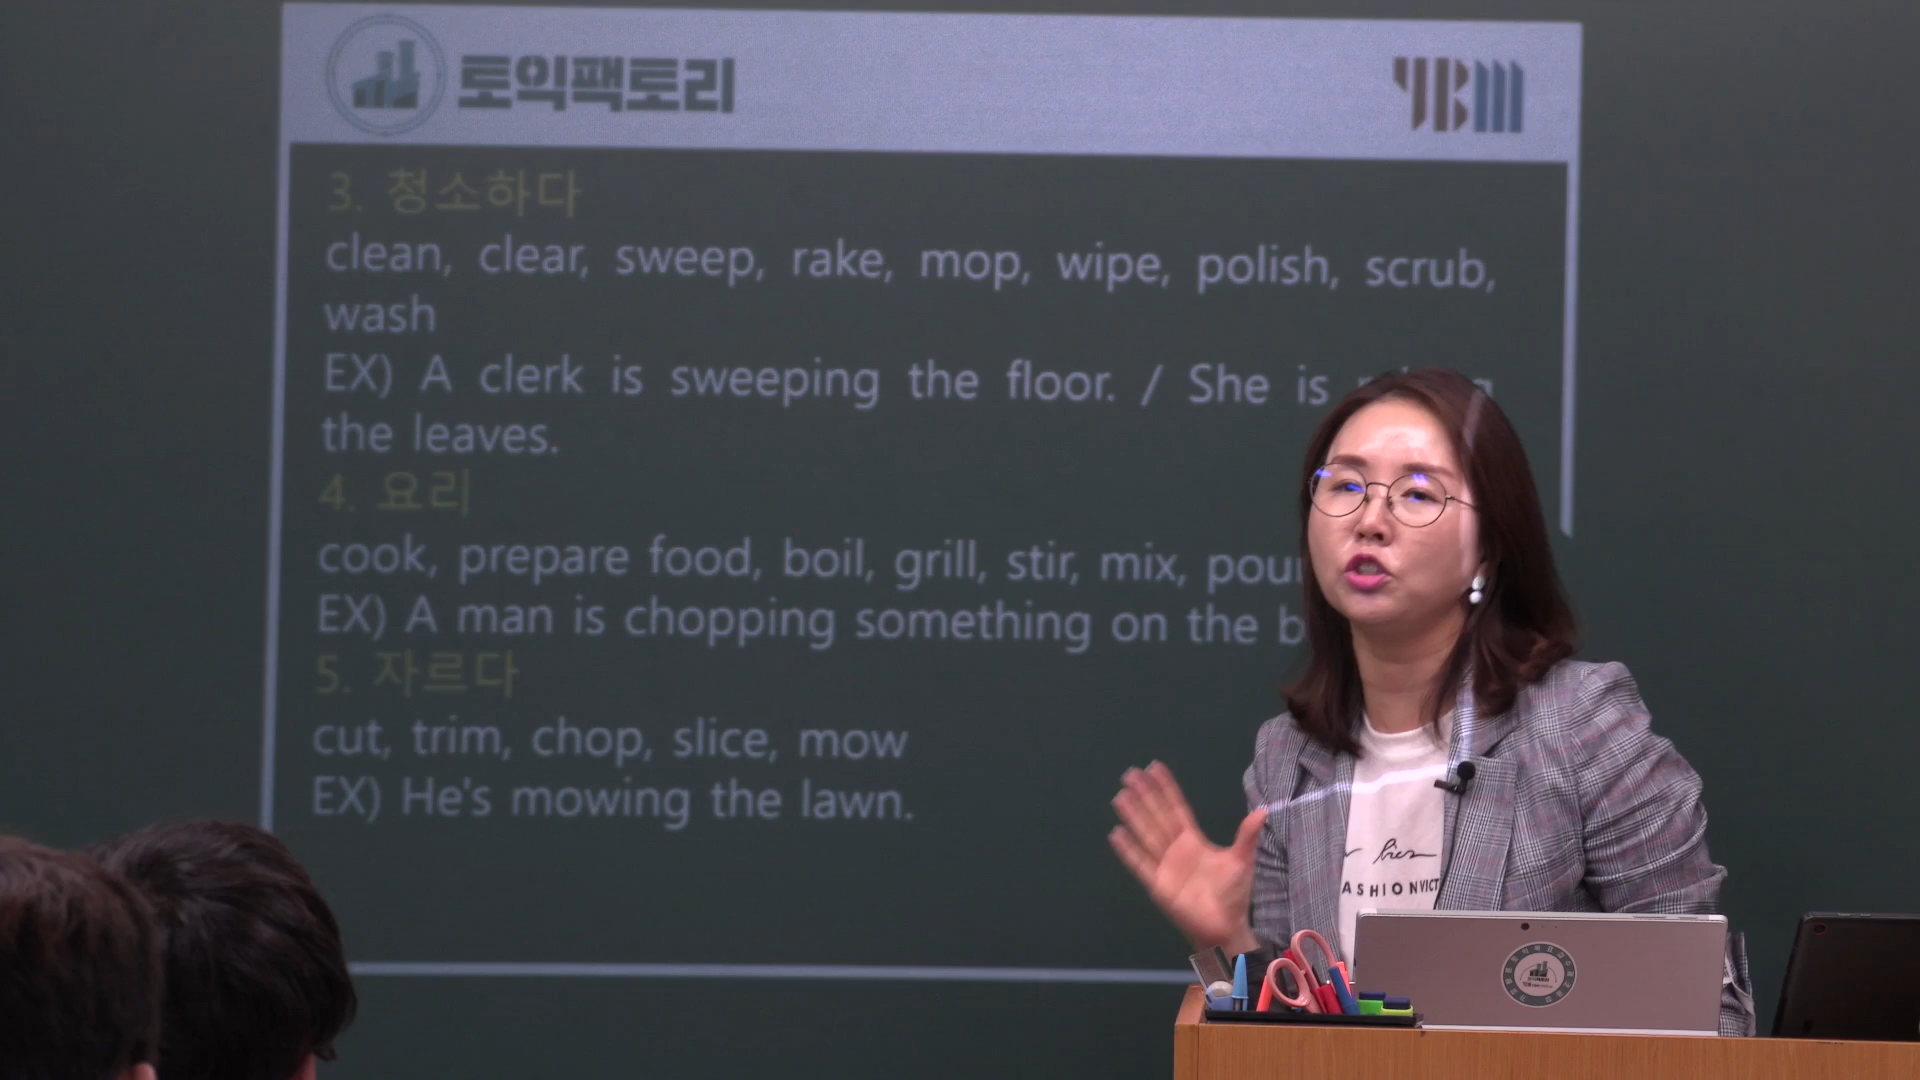 토익팩토리
YBM
3. 청소하다
clean, clear, sweep, rake, mop, wipe, polish, scrub,
wash
EX) A clerk is sweeping the floor. / She is
the leaves.
4. 요리
cook, prepare food, boil, grill, stir, mix, pour
EX) A man is chopping something on the
5. 자르다
cut, trim, chop, slice, mow
EX) He's mowing the lawn.